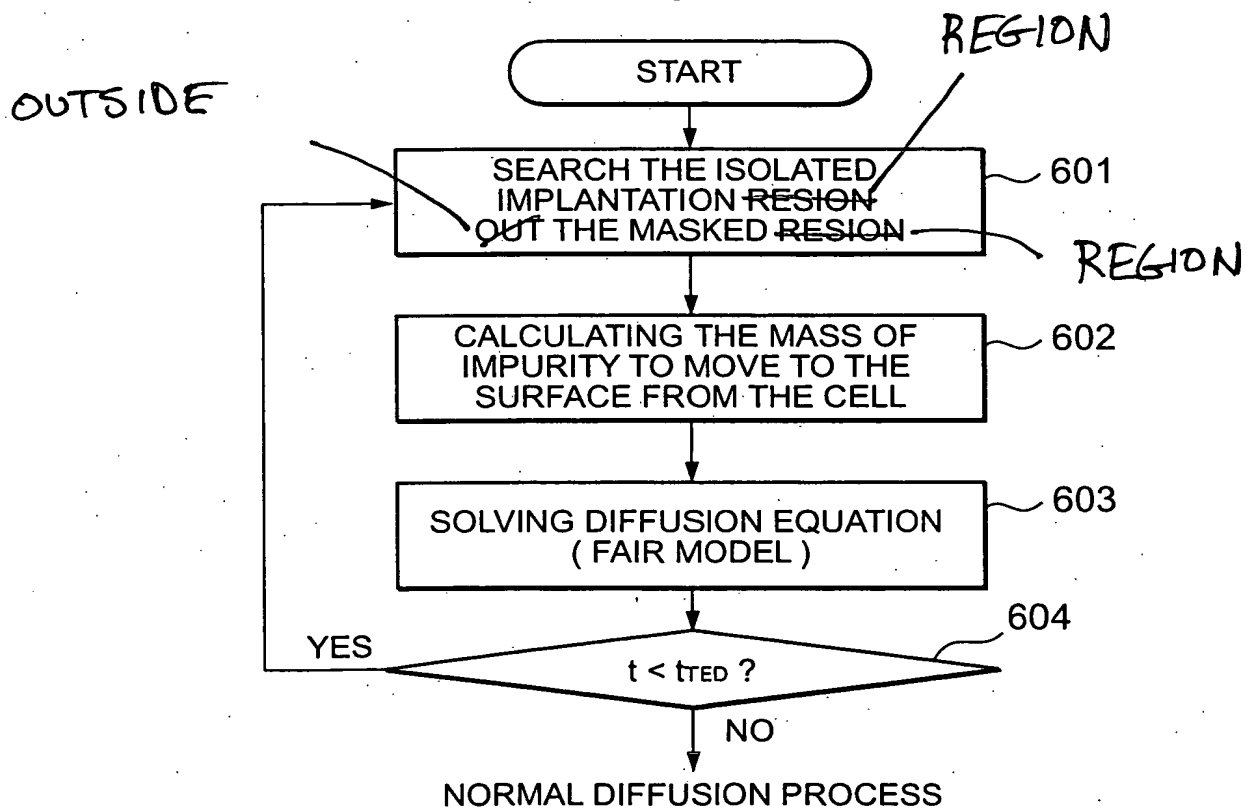 REGION
START
OUTSIDE
SEARCH THE ISOLATED
IMPLANTATION RESION
OUT THE MASKED RESION
601
REGION
CALCULATING THE MASS OF
IMPURITY TO MOVE TO THE
SURFACE FROM THE CELL
602
SOLVING DIFFUSION EQUATION
( FAIR MODEL )
603
604
YES
t < tTED ?
NO
NORMAL DIFFUSION PROCESS